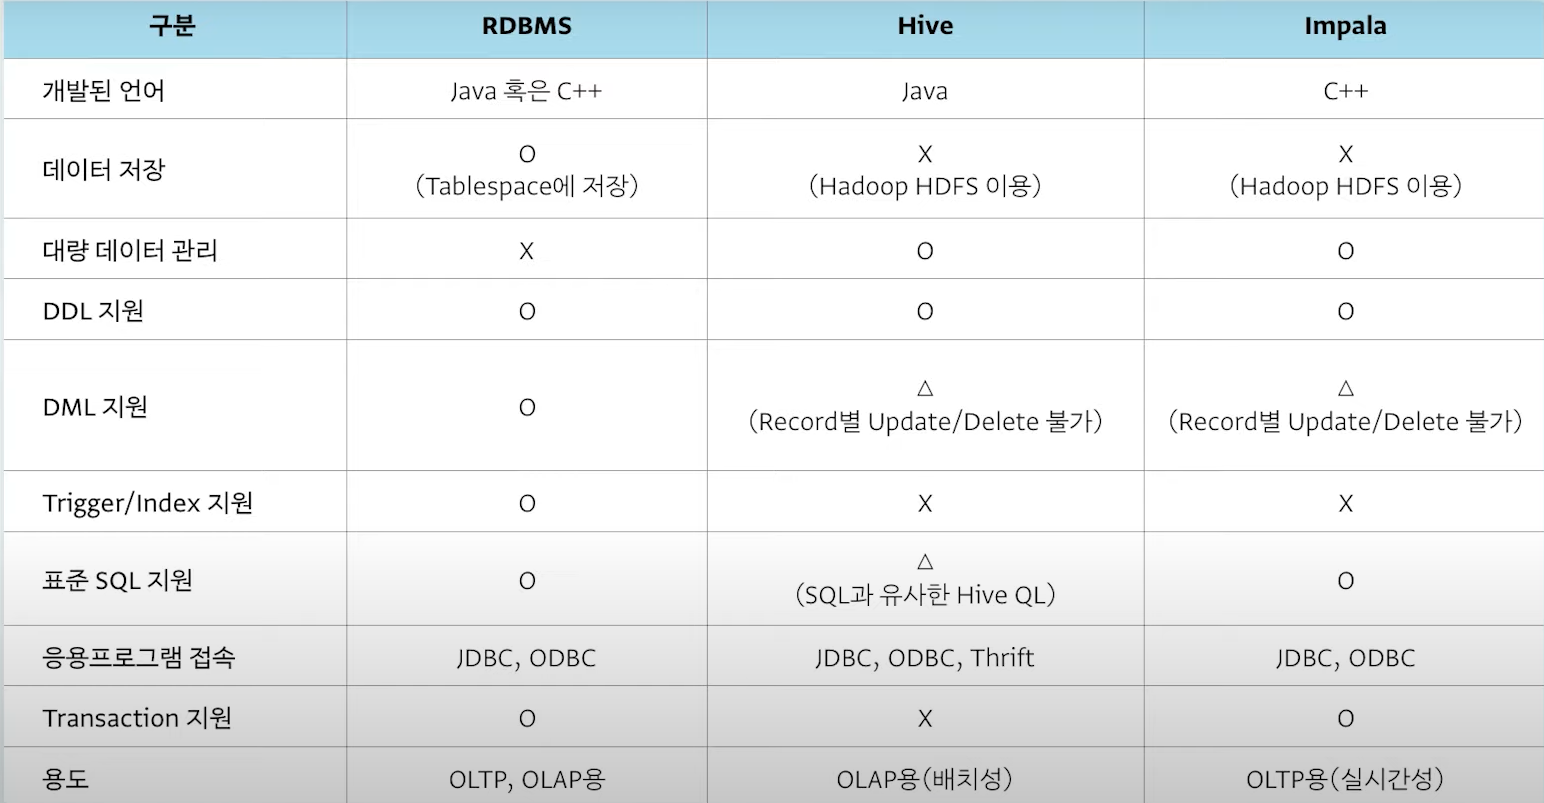 구분 RDBMS Hive Impala
개발된 언어 Java 혹은 C++ Java C++
데이터 저장 O X X
(Tablespace에 저장) (Hadoop HDFS 이용) (Hadoop HDFS 이용)
대량 데이터 관리 X O O
DDL 지원 O O O
DML 지원 O △ △
(Record별 Update/Delete 불가) (Record별 Update/Delete 불가)
Trigger/Index 지원 O X X
표준 SQL 지원 O △ O
(SQL과 유사한 Hive QL)
응용프로그램 접속 JDBC, ODBC JDBC, ODBC, Thrift JDBC, ODBC
Transaction 지원 O X O
용도 OLTP, OLAP용 OLAP용(배치성) OLTP용(실시간성)